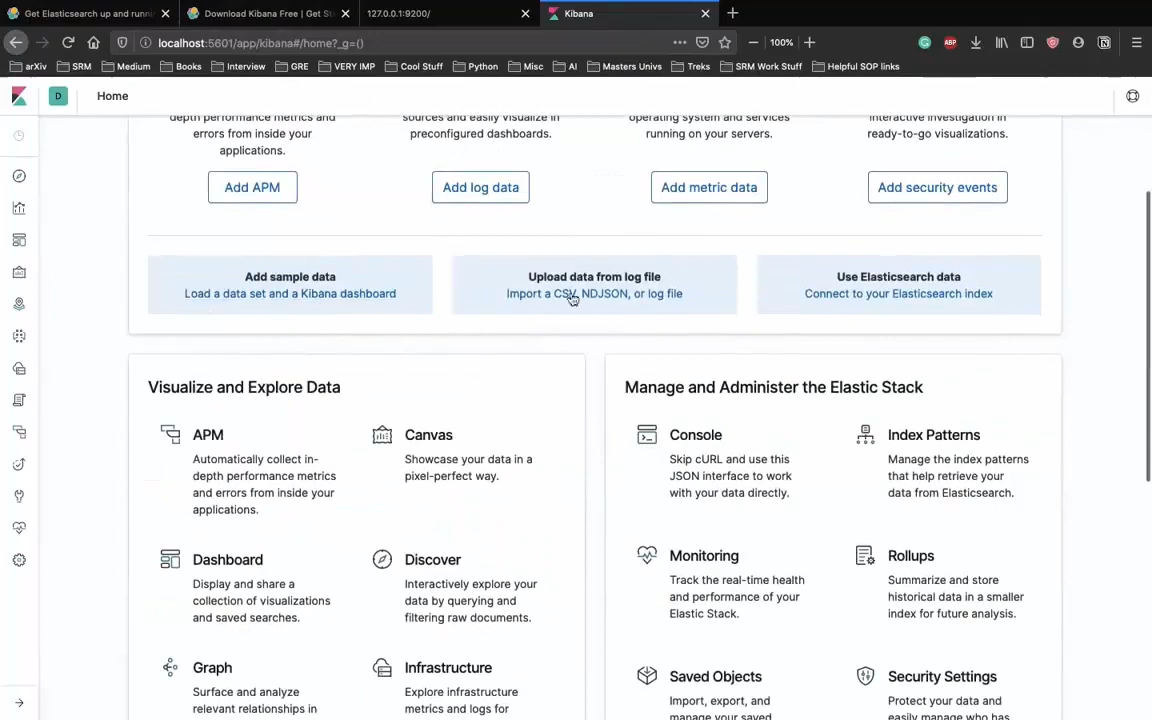 Get Elasticsearch up and runni
Download Kibana Free | Get St
127.0.0.1:9200/
Kibana
localhost:5601/app/kibana#/home?_g=()
100%
ABP
arXiv
SRM
Medium
Books
Interview
GRE
VERY IMP
Cool Stuff
Python
Misc
AI
Masters Univs
Treks
SRM Work Stuff
Helpful SOP links
D
Home
depth performance metrics
errors from inside your
applications.
sources and easily visualize in
preconfigured dashboards.
operating system and services
running on your servers.
interactive investigation in
ready-to-go visualizations.
Add APM
Add log data
Add metric data
Add security events
Add sample data
Load a data set and a Kibana dashboard
Upload data from log file
Import a CSV, NDJSON, or log file
Use Elasticsearch data
Connect to your Elasticsearch index
Visualize and Explore Data
APM
Automatically collect in-
depth performance metrics
and errors from inside your
applications.
Canvas
Showcase your data in a
pixel-perfect way.
Dashboard
Display and share a
collection of visualizations
and saved searches.
Discover
Interactively explore your
data by querying and
filtering raw documents.
Graph
Surface and analyze
relevant relationships in
Infrastructure
Explore infrastructure
metrics and logs for
Manage and Administer the Elastic Stack
Console
Skip cURL and use this
JSON interface to work
with your data directly.
Index Patterns
Manage the index patterns
that help retrieve your
data from Elasticsearch.
Monitoring
Track the real-time health
and performance of your
Elastic Stack.
Rollups
Summarize and store
historical data in a smaller
index for future analysis.
Saved Objects
Import, export, and
manage your saved
Security Settings
Protect your data and
easily manage who has